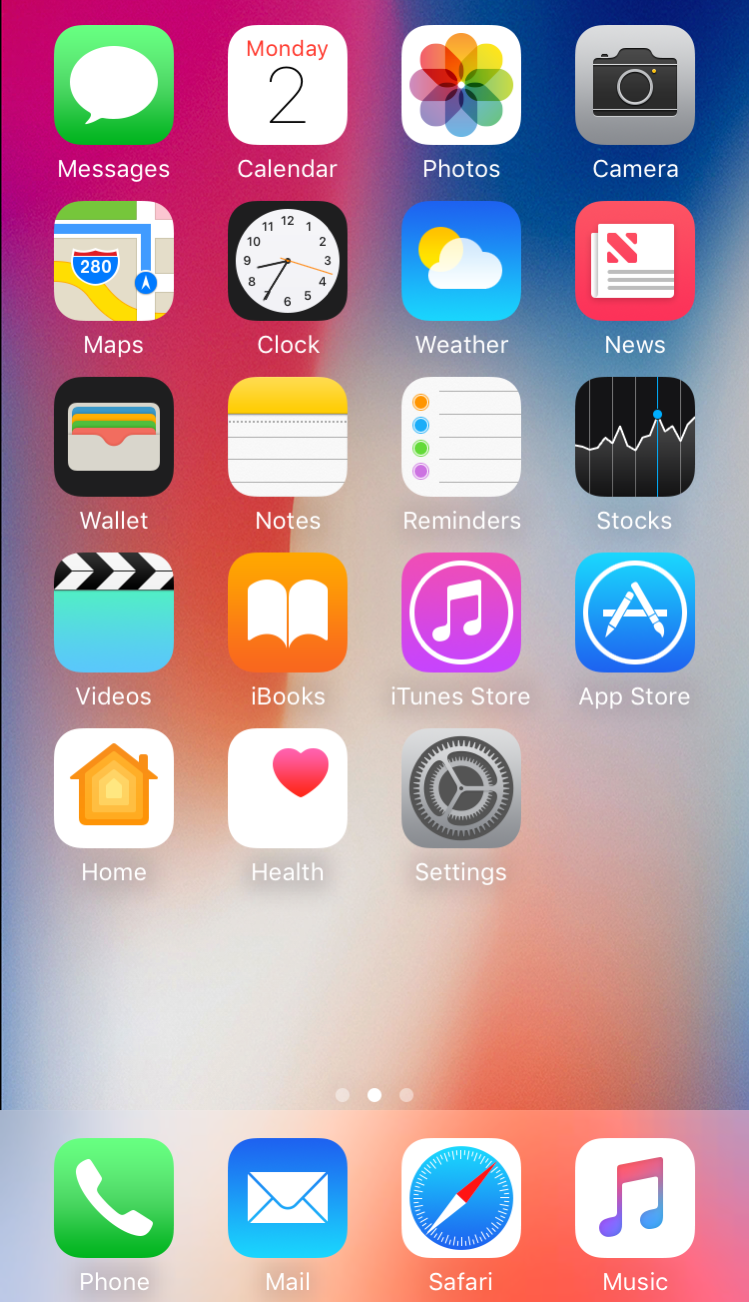 Monday
2
Messages
Calendar
Photos
Camera
280
12
11
1
10
2
9
3
8
4
7
5
6
Maps
Clock
Weather
News
Wallet
Notes
Reminders
Stocks
Videos
iBooks
iTunes Store
App Store
Home
Health
Settings
Phone
Mail
Safari
Music